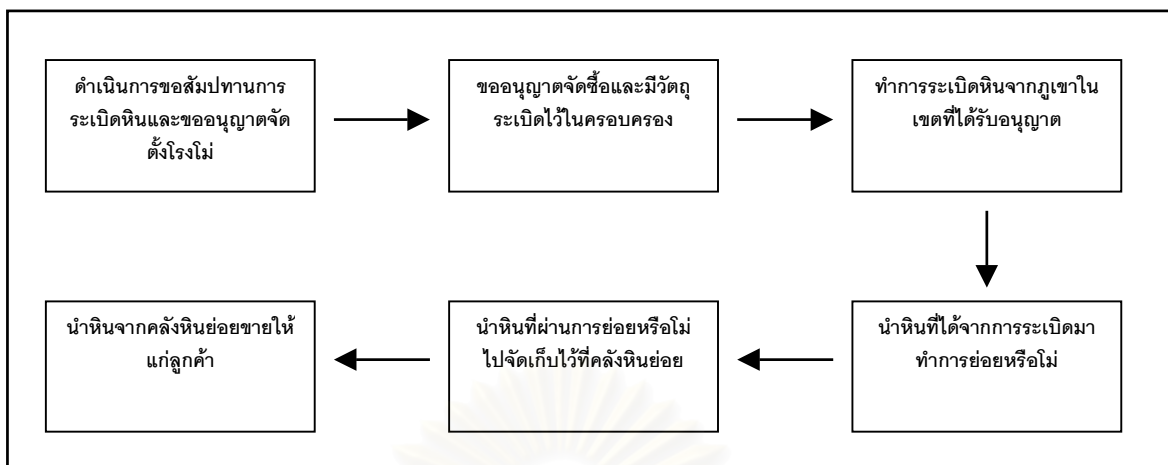 ดำเนินการขอสัมปทานการ
ระเบิดหินและขออนุญาตจัด
ตั้งโรงโม่
ขออนุญาตจัดซื้อและมีวัตถุ
ระเบิดไว้ในครอบครอง
ทำการระเบิดหินจากภูเขาใน
เขตที่ได้รับอนุญาต
นำหินที่ได้จากการระเบิดมา
ทำการย่อยหรือโม่
นำหินที่ผ่านการย่อยหรือโม่
ไปจัดเก็บไว้ที่คลังหินย่อย
นำหินจากคลังหินย่อยขายให้
แก่ลูกค้า